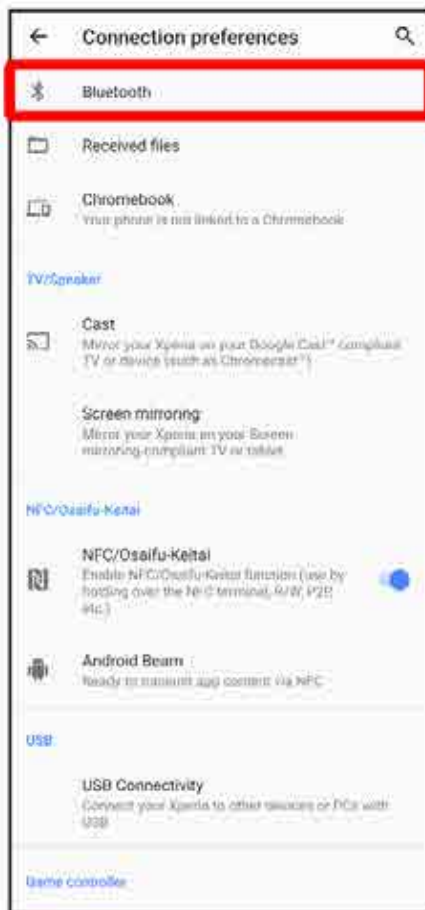 Connection preferences
Bluetooth
Received files
Chromebook
Your phone is not linked to a Chromebook
TV/Speaker
Cast
Mirror your Xperia on your Google Cast™ compliant
TV or device (such as Chromecast™)
Screen mirroring
Mirror your Xperia on your Screen
mirroring-compliant TV or tablet
NFC/Osaifu-Keitai
NFC/Osaifu-Keitai
Enable NFC/Osaifu-Keitai function (use by
holding over the NFC terminal, R/W, P2P,
etc.)
Android Beam
Ready to transmit app content via NFC
USB
USB Connectivity
Connect your Xperia to other devices or PCs with
USB
Game controller